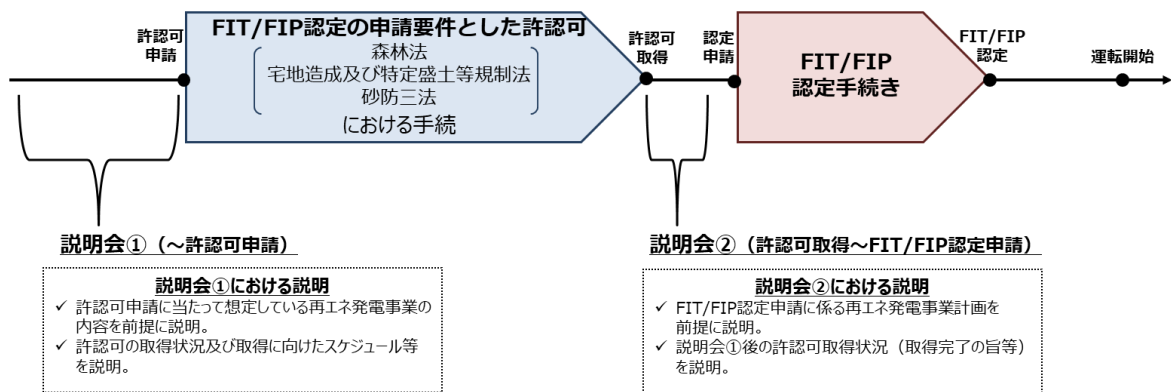 許認可
申請
FIT/FIP認定の申請要件とした許認可
森林法
宅地造成及び特定盛土等規制法
砂防三法
における手続
許認可
取得
認定
申請
FIT/FIP
認定手続き
FIT/FIP
認定
運転開始
説明会①（～許認可申請）
説明会①における説明
✓ 許認可申請に当たって想定している再エネ発電事業の
内容を前提に説明。
✓ 許認可の取得状況及び取得に向けたスケジュール等
を説明。
説明会②（許認可取得～FIT/FIP認定申請）
説明会②における説明
✓ FIT/FIP認定申請に係る再エネ発電事業計画を
前提に説明。
✓ 説明会①後の許認可取得状況（取得完了の旨等）
を説明。